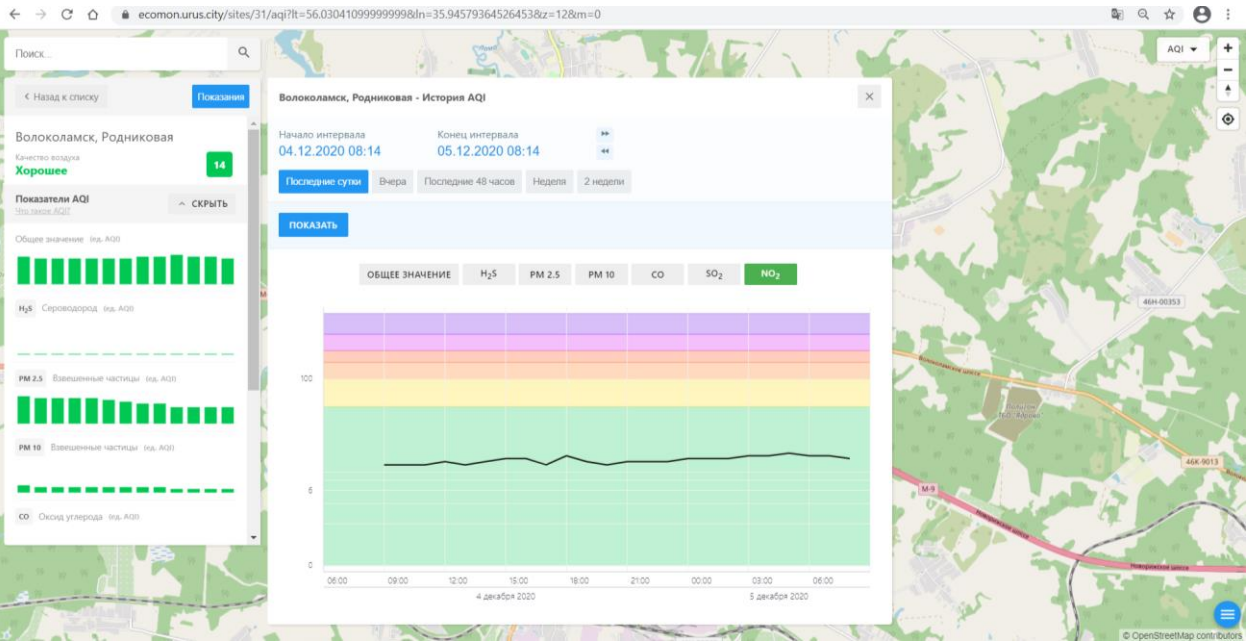 ecomon.urus.city/sites/31/aqi?lt=56.03041099999999&ln=35.94579364526453&z=12&m=0
Поиск...
AQI
< Назад к списку
Показания
Волоколамск, Родниковая
Качество воздуха
Хорошее
14
Показатели AQI
Что такое AQI?
СКРЫТЬ
Общее значение (ед. AQI)
H₂S Сероводород (ед. AQI)
PM 2.5 Взвешенные частицы (ед. AQI)
PM 10 Взвешенные частицы (ед. AQI)
CO Оксид углерода (ед. AQI)
Волоколамск, Родниковая - История AQI
Начало интервала
04.12.2020 08:14
Конец интервала
05.12.2020 08:14
Последние сутки
Вчера
Последние 48 часов
Неделя
2 недели
ПОКАЗАТЬ
ОБЩЕЕ ЗНАЧЕНИЕ H₂S PM 2.5 PM 10 CO SO₂ NO₂
100
6
0
06:00 09:00 12:00 15:00 18:00 21:00 00:00 03:00 06:00
4 декабря 2020 5 декабря 2020
46Н-00353
Волоколамское шоссе
Полигон
46К-9013
М-9
Новорижское шоссе
Новорижское шоссе
© OpenStreetMap contributors